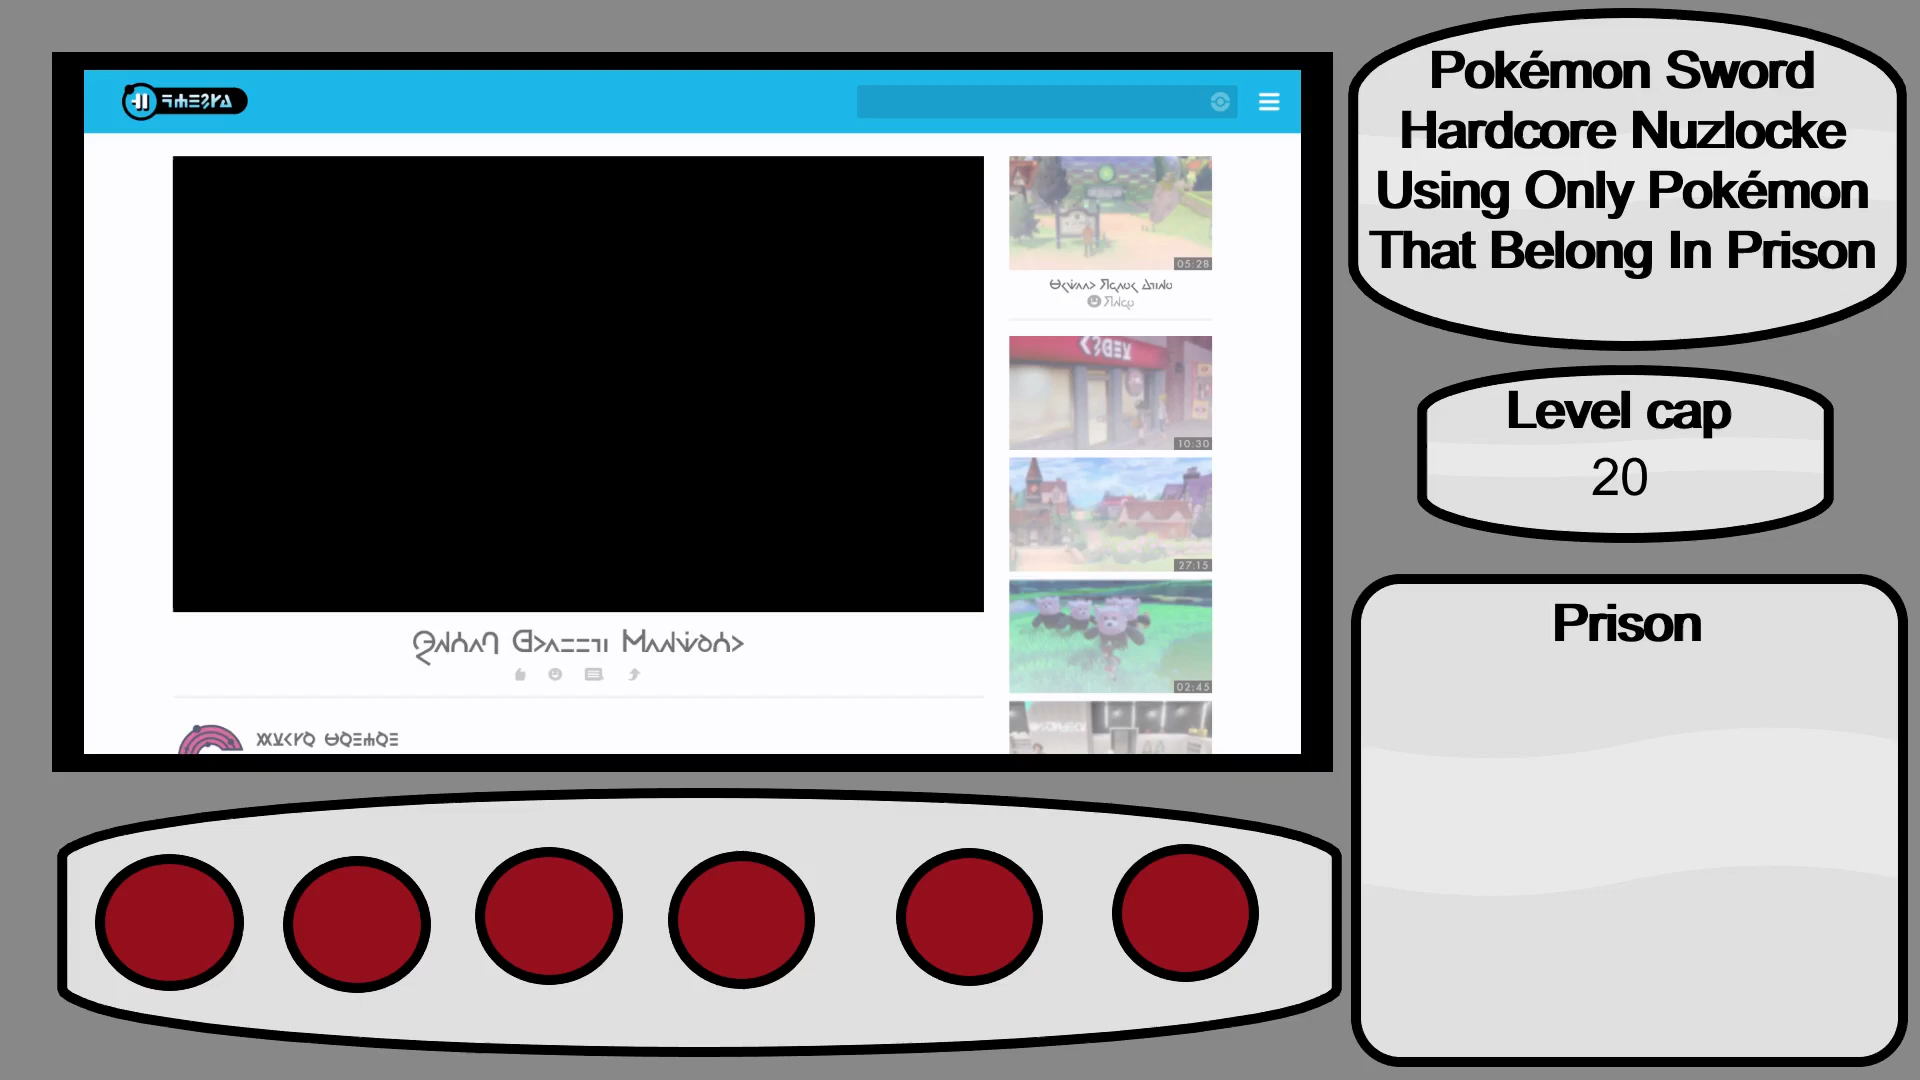 Pokémon Sword
Hardcore Nuzlocke
Using Only Pokémon
That Belong In Prison
05:28
10:30
27:15
02:45
Level cap
20
Prison